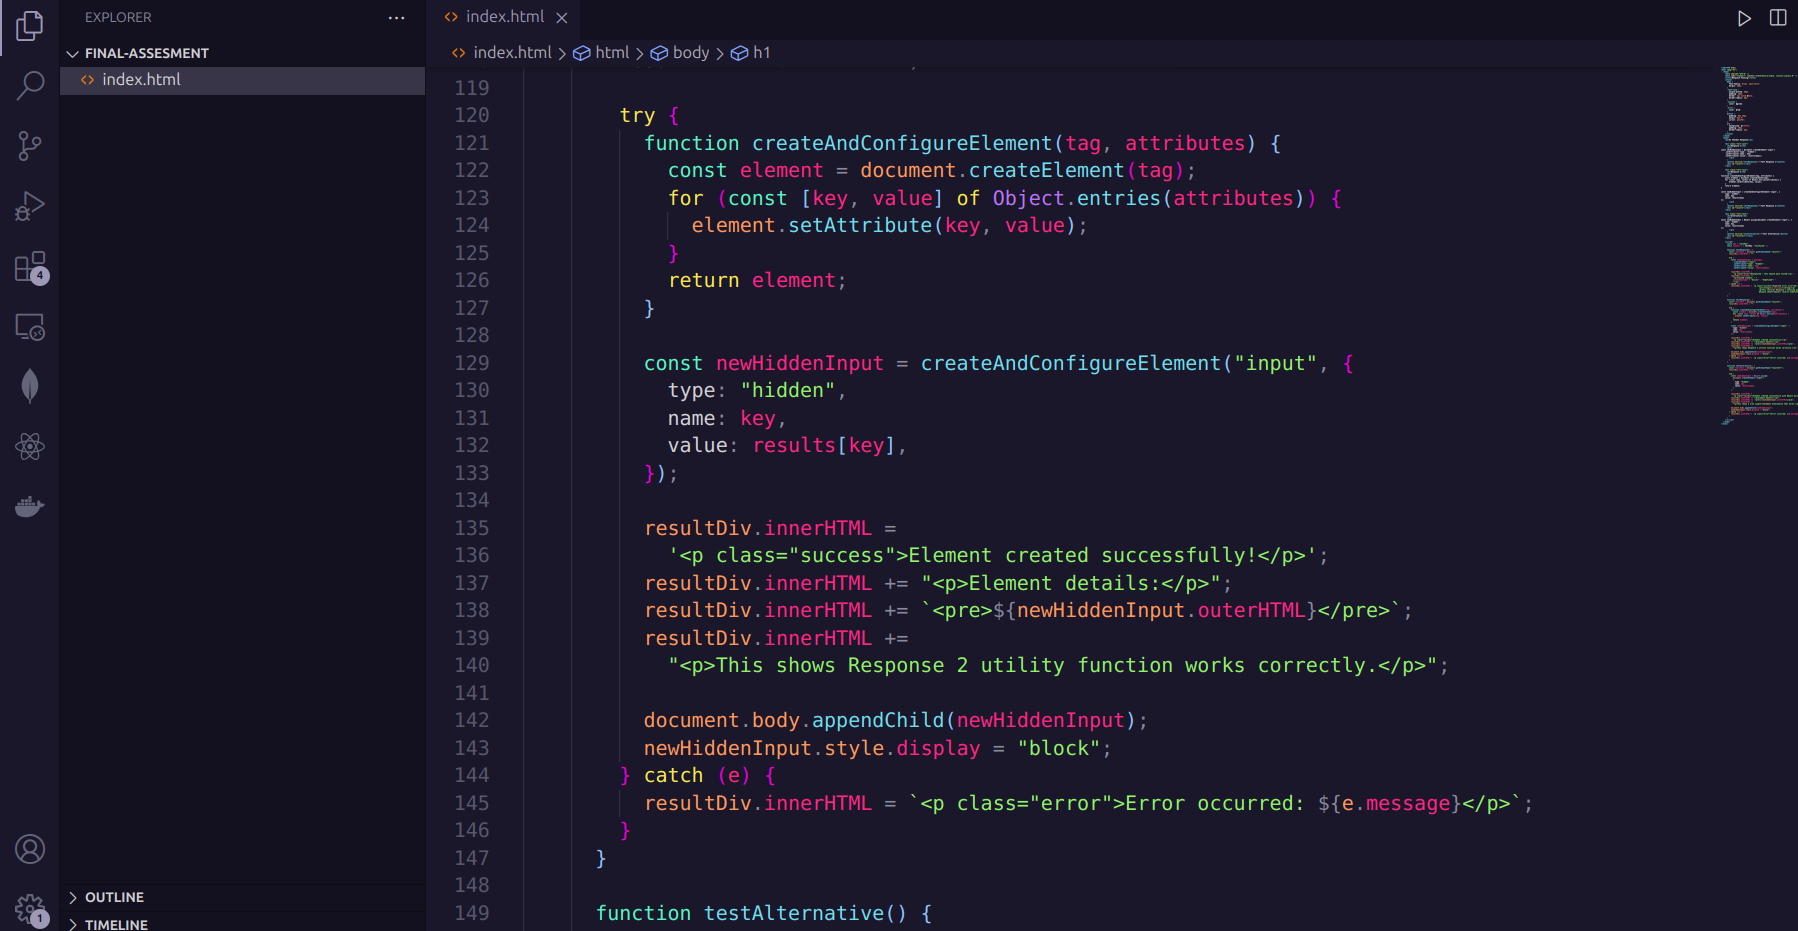 EXPLORER
···
FINAL-ASSESMENT
<> index.html
4
OUTLINE
1
TIMELINE
<> index.html ×
<> index.html > html > body > h1
119
120 try {
121 function createAndConfigureElement(tag, attributes) {
122 const element = document.createElement(tag);
123 for (const [key, value] of Object.entries(attributes)) {
124 element.setAttribute(key, value);
125 }
126 return element;
127 }
128
129 const newHiddenInput = createAndConfigureElement("input", {
130 type: "hidden",
131 name: key,
132 value: results[key],
133 });
134
135 resultDiv.innerHTML =
136 '<p class="success">Element created successfully!</p>';
137 resultDiv.innerHTML += "<p>Element details:</p>";
138 resultDiv.innerHTML += `<pre>${newHiddenInput.outerHTML}</pre>`;
139 resultDiv.innerHTML +=
140 "<p>This shows Response 2 utility function works correctly.</p>";
141
142 document.body.appendChild(newHiddenInput);
143 newHiddenInput.style.display = "block";
144 } catch (e) {
145 resultDiv.innerHTML = `<p class="error">Error occurred: ${e.message}</p>`;
146 }
147 }
148
149 function testAlternative() {